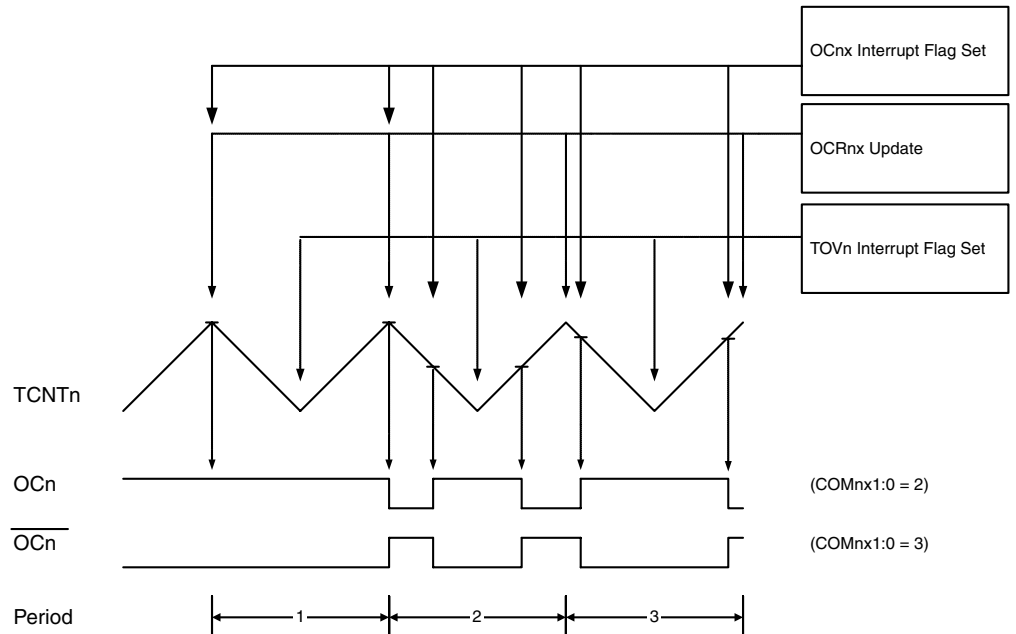 OCnx Interrupt Flag Set
OCRnx Update
TOVn Interrupt Flag Set
TCNTn
OCn
(COMnx1:0 = 2)
OCn
(COMnx1:0 = 3)
Period
1
2
3